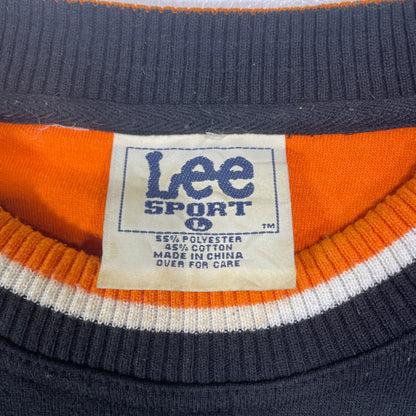 Lee
SPORT
L
TM
55% POLYESTER
45% COTTON
MADE IN CHINA
OVER FOR CARE